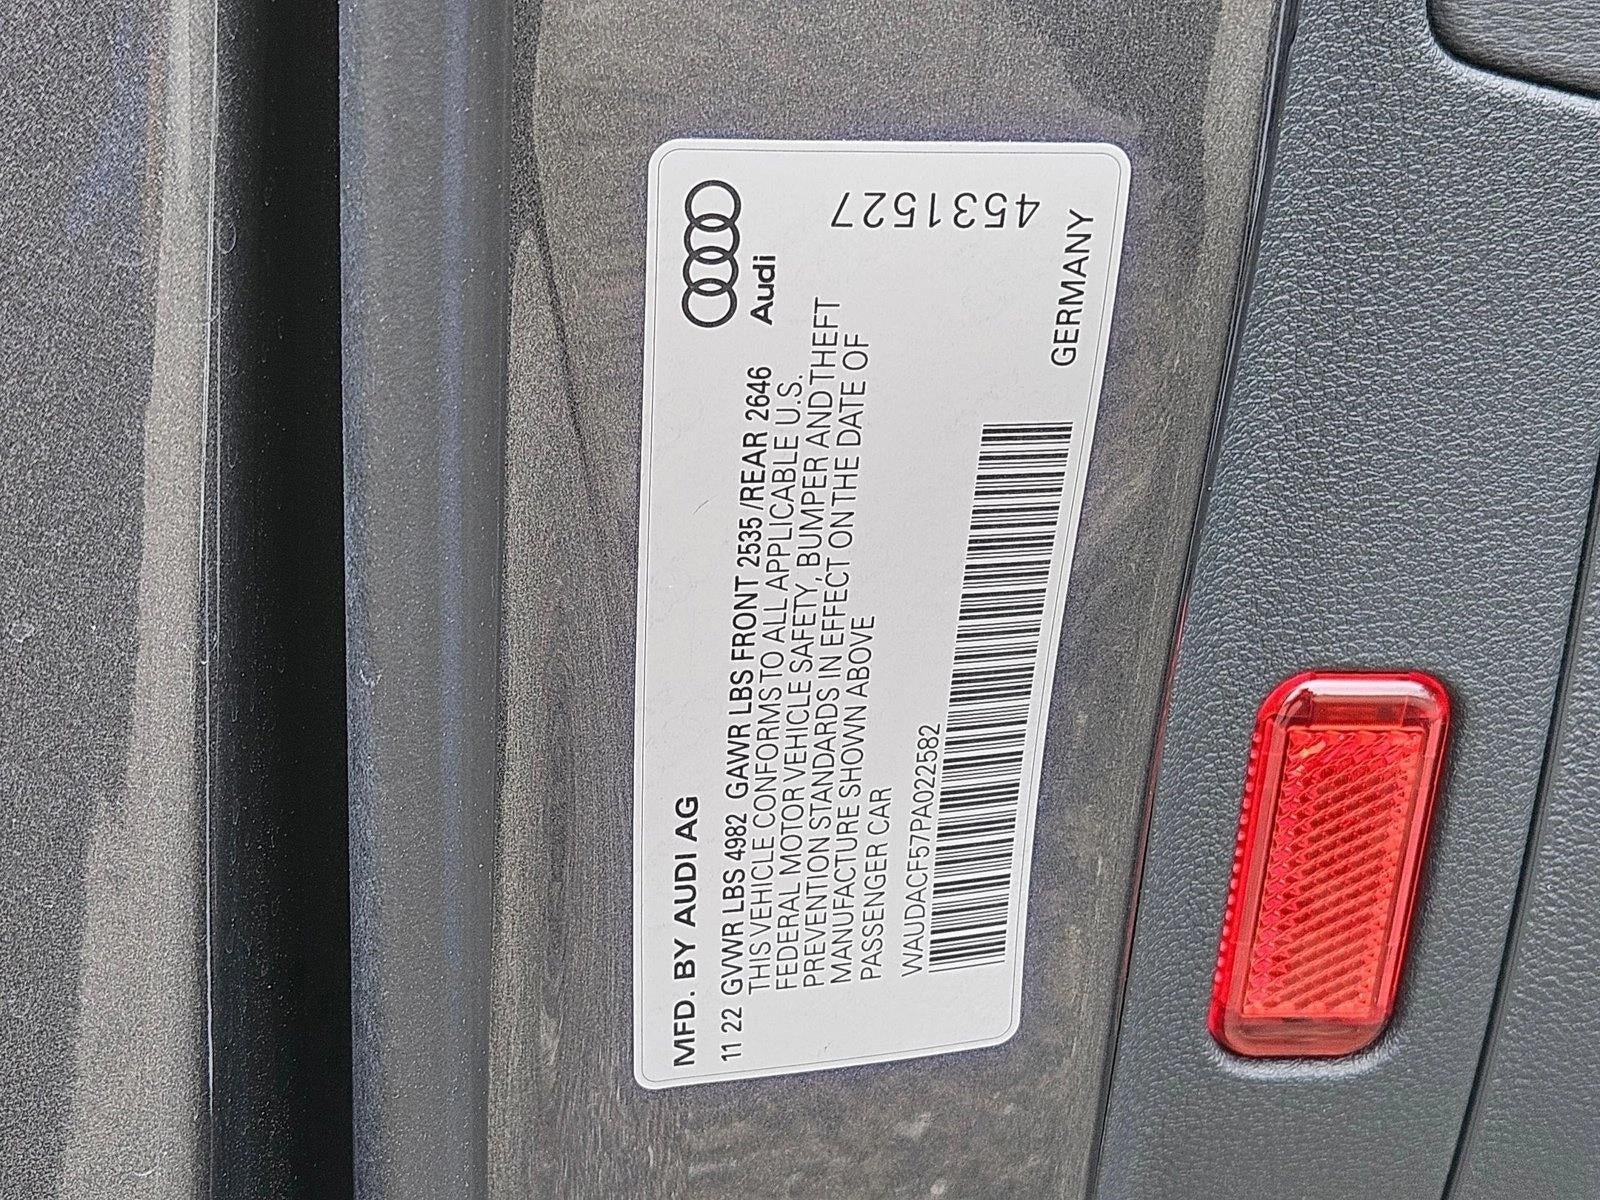 MFD. BY AUDI AG
11 22 GVWR LBS 4982 GAWR LBS FRONT 2535 /REAR 2646
THIS VEHICLE CONFORMS TO ALL APPLICABLE U.S.
FEDERAL MOTOR VEHICLE SAFETY, BUMPER AND THEFT
PREVENTION STANDARDS IN EFFECT ON THE DATE OF
MANUFACTURE SHOWN ABOVE
PASSENGER CAR
WAUDACF57PA022582
Audi
4531527
GERMANY